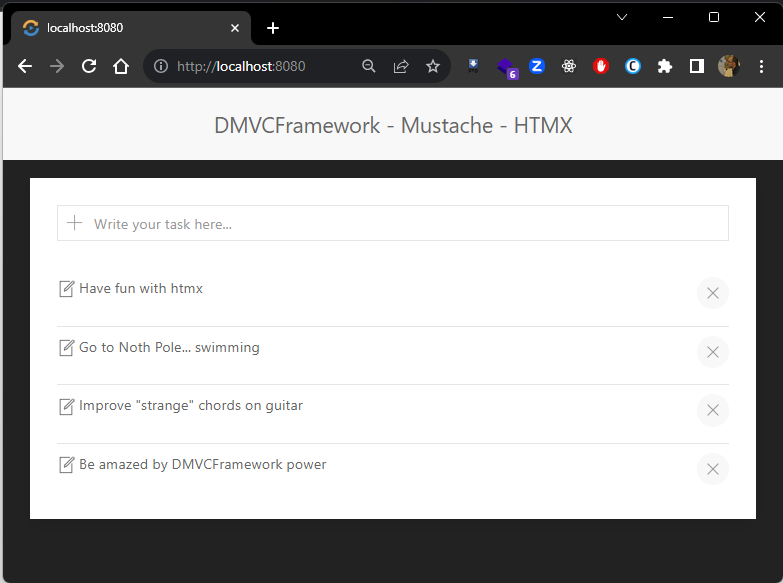 localhost:8080
http://localhost:8080
6
DMVCFramework - Mustache - HTMX
Write your task here...
Have fun with htmx
Go to Noth Pole... swimming
Improve "strange" chords on guitar
Be amazed by DMVCFramework power